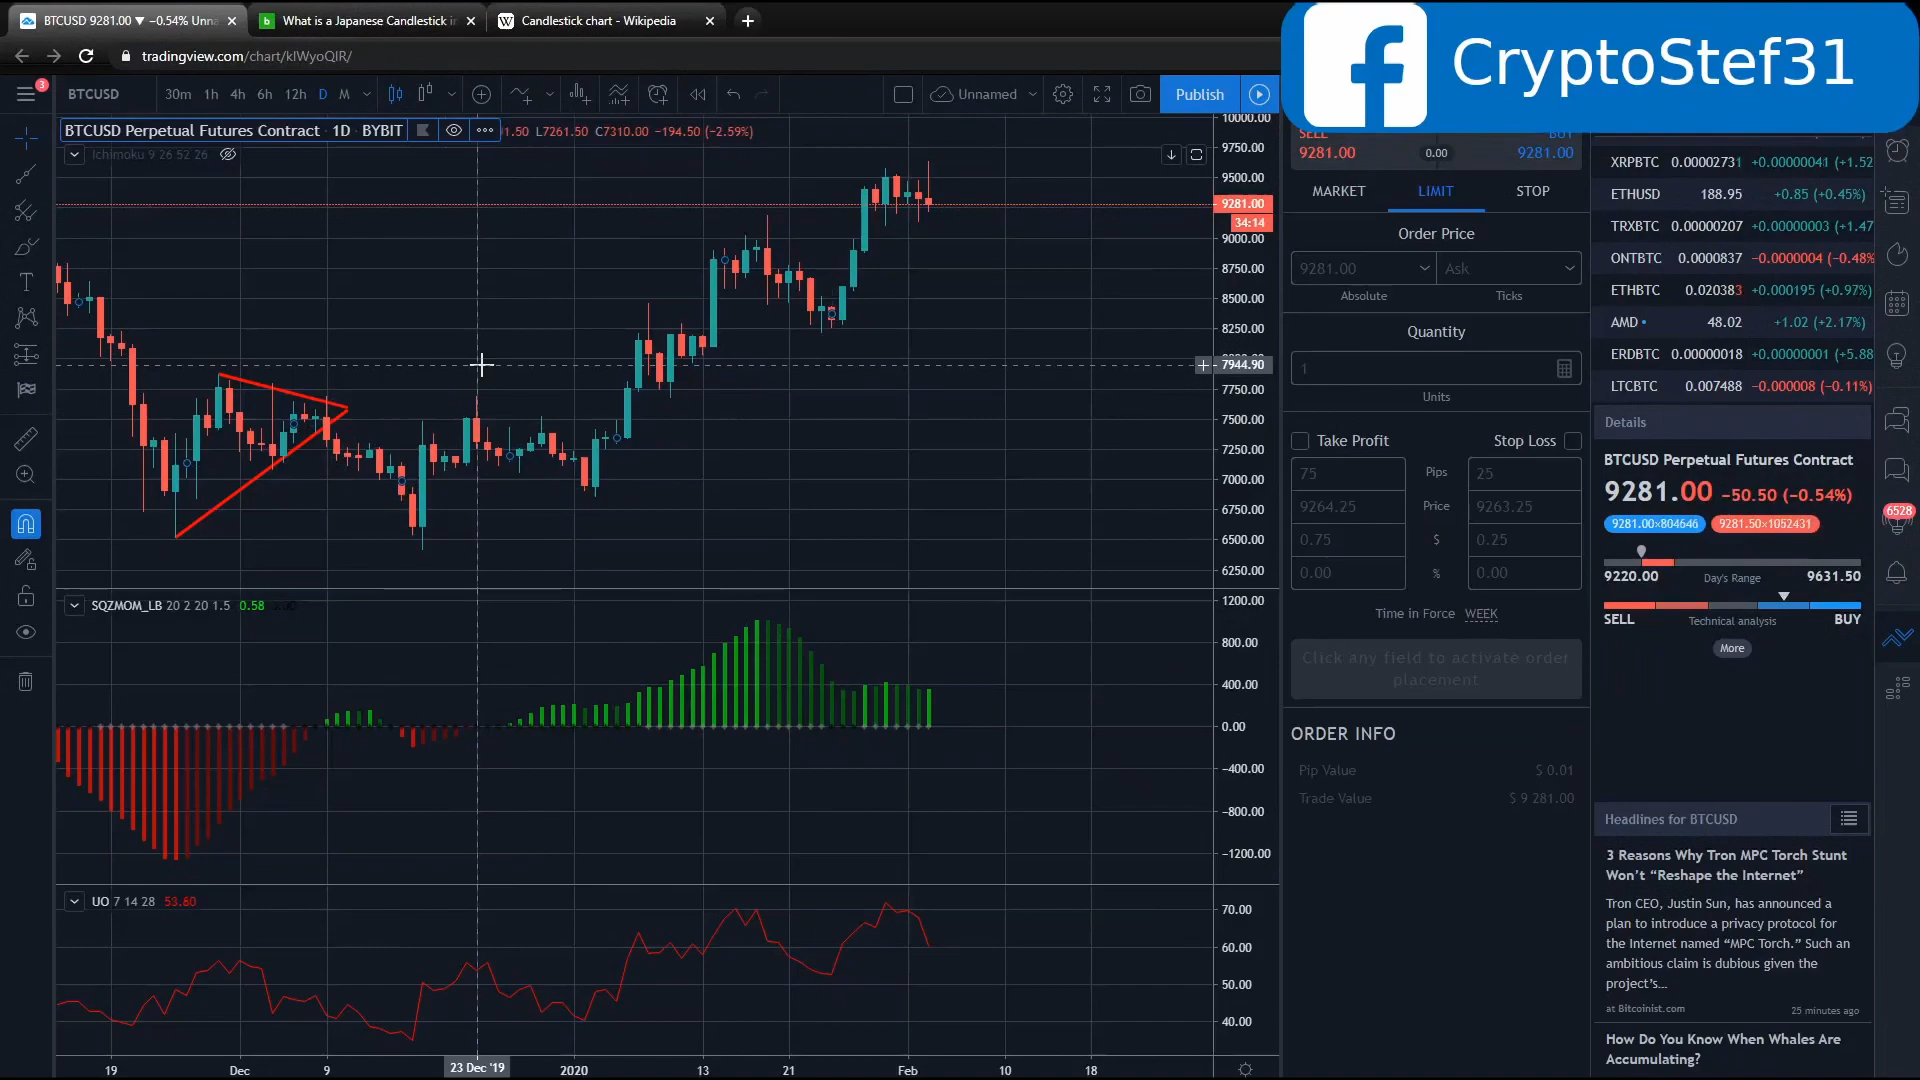 BTCUSD 9281.00 ▼ −0.54% Unna
What is a Japanese Candlestick in
Candlestick chart - Wikipedia
tradingview.com/chart/klWyoQIR/
CryptoStef31
3
BTCUSD 30m 1h 4h 6h 12h D M
Unnamed
Publish
BTCUSD Perpetual Futures Contract · 1D · BYBIT
1.50 L7261.50 C7310.00 −194.50 (−2.59%)
Ichimoku 9 26 52 26
10000.00
9750.00
9500.00
9281.00
34:14
9000.00
8750.00
8500.00
8250.00
7944.90
7750.00
7500.00
7250.00
7000.00
6750.00
6500.00
6250.00
SQZMOM_LB 20 2 20 1.5 0.58
1200.00
800.00
400.00
0.00
−400.00
−800.00
−1200.00
UO 7 14 28 53.80
70.00
60.00
50.00
40.00
19 Dec 9 23 Dec '19 2020 13 21 Feb 10 18
SELL BUY
9281.00 0.00 9281.00
MARKET LIMIT STOP
Order Price
9281.00 Ask
Absolute Ticks
Quantity
1
Units
Take Profit Stop Loss
75 Pips 25
9264.25 Price 9263.25
0.75 $ 0.25
0.00 % 0.00
Time in Force WEEK
Click any field to activate order
placement
ORDER INFO
Pip Value $ 0.01
Trade Value $ 9 281.00
XRPBTC 0.00002731 +0.00000041 (+1.52
ETHUSD 188.95 +0.85 (+0.45%)
TRXBTC 0.00000207 +0.00000003 (+1.47
ONTBTC 0.0000837 −0.0000004 (−0.48%
ETHBTC 0.020383 +0.000195 (+0.97%)
AMD 48.02 +1.02 (+2.17%)
ERDBTC 0.00000018 +0.00000001 (+5.88
LTCBTC 0.007488 −0.000008 (−0.11%)
Details
BTCUSD Perpetual Futures Contract
9281.00 −50.50 (−0.54%)
9281.00×804646 9281.50×1052431
9220.00 Day's Range 9631.50
SELL Technical analysis BUY
More
Headlines for BTCUSD
3 Reasons Why Tron MPC Torch Stunt
Won't “Reshape the Internet”
Tron CEO, Justin Sun, has announced a
plan to introduce a privacy protocol for
the Internet named “MPC Torch.” Such an
ambitious claim is dubious given the
project's...
at Bitcoinist.com 25 minutes ago
How Do You Know When Whales Are
Accumulating?
6528